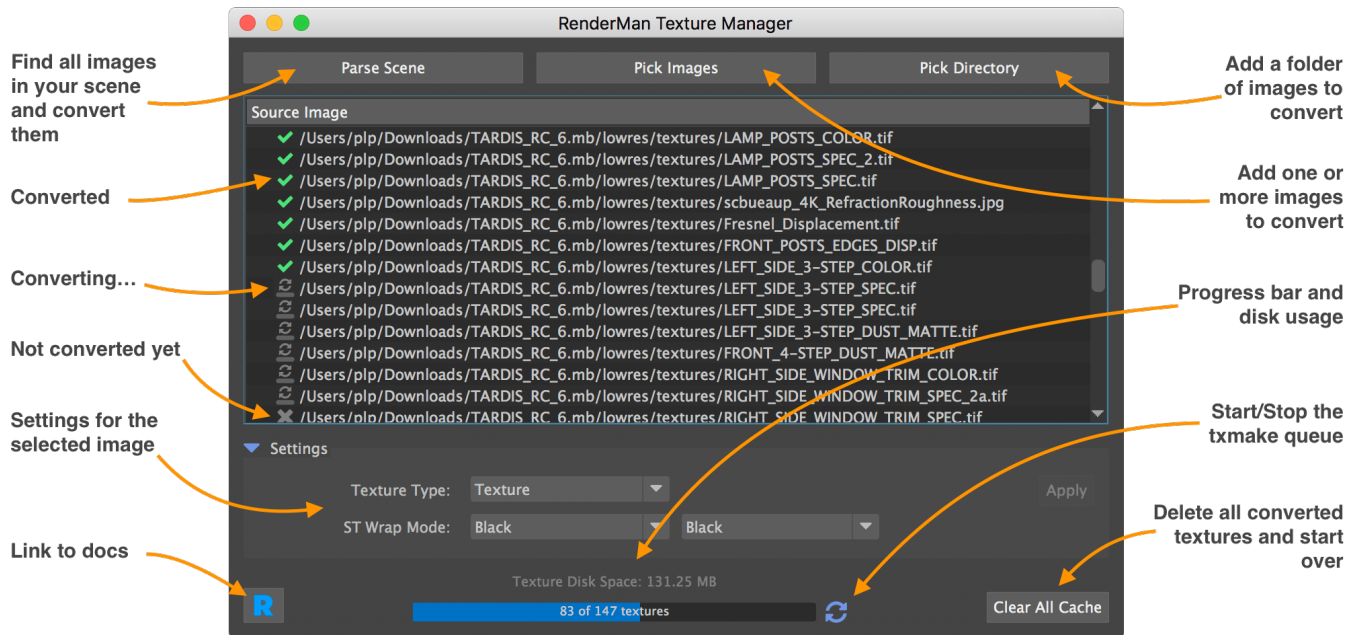 RenderMan Texture Manager
Parse Scene
Pick Images
Pick Directory
Source Image
/Users/plp/Downloads/TARDIS_RC_6.mb/lowres/textures/LAMP_POSTS_COLOR.tif
/Users/plp/Downloads/TARDIS_RC_6.mb/lowres/textures/LAMP_POSTS_SPEC_2.tif
/Users/plp/Downloads/TARDIS_RC_6.mb/lowres/textures/LAMP_POSTS_SPEC.tif
/Users/plp/Downloads/TARDIS_RC_6.mb/lowres/textures/scbueaup_4K_RefractionRoughness.jpg
/Users/plp/Downloads/TARDIS_RC_6.mb/lowres/textures/Fresnel_Displacement.tif
/Users/plp/Downloads/TARDIS_RC_6.mb/lowres/textures/FRONT_POSTS_EDGES_DISP.tif
/Users/plp/Downloads/TARDIS_RC_6.mb/lowres/textures/LEFT_SIDE_3-STEP_COLOR.tif
/Users/plp/Downloads/TARDIS_RC_6.mb/lowres/textures/LEFT_SIDE_3-STEP_SPEC.tif
/Users/plp/Downloads/TARDIS_RC_6.mb/lowres/textures/LEFT_SIDE_3-STEP_SPEC.tif
/Users/plp/Downloads/TARDIS_RC_6.mb/lowres/textures/LEFT_SIDE_3-STEP_DUST_MATTE.tif
/Users/plp/Downloads/TARDIS_RC_6.mb/lowres/textures/FRONT_4-STEP_DUST_MATTE.tif
/Users/plp/Downloads/TARDIS_RC_6.mb/lowres/textures/RIGHT_SIDE_WINDOW_TRIM_COLOR.tif
/Users/plp/Downloads/TARDIS_RC_6.mb/lowres/textures/RIGHT_SIDE_WINDOW_TRIM_SPEC_2a.tif
/Users/plp/Downloads/TARDIS_RC_6.mb/lowres/textures/RIGHT_SIDE_WINDOW_TRIM_SPEC.tif
Settings
Texture Type: Texture
Apply
ST Wrap Mode: Black Black
Texture Disk Space: 131.25 MB
R
83 of 147 textures
Clear All Cache
Find all images
in your scene
and convert
them
Converted
Converting…
Not converted yet
Settings for the
selected image
Link to docs
Add a folder
of images to
convert
Add one or
more images
to convert
Progress bar and
disk usage
Start/Stop the
txmake queue
Delete all converted
textures and start
over